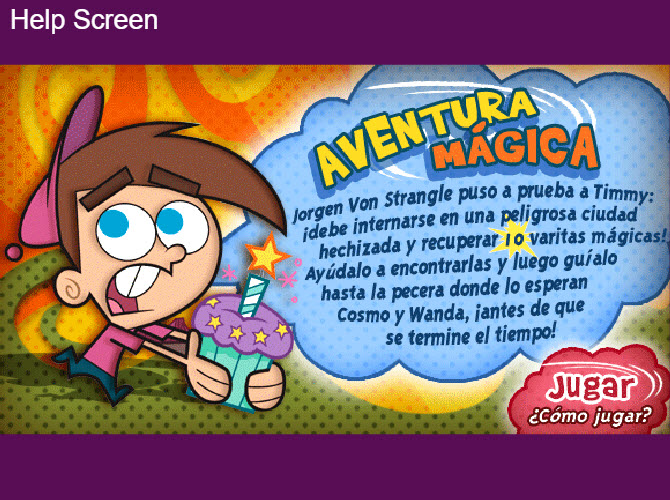 Help Screen
AVENTURA
MÁGICA
Jorgen Von Strangle puso a prueba a Timmy:
¡debe internarse en una peligrosa ciudad
hechizada y recuperar 10 varitas mágicas!
Ayúdalo a encontrarlas y luego guíalo
hasta la pecera donde lo esperan
Cosmo y Wanda, ¡antes de que
se termine el tiempo!
Jugar
¿Cómo jugar?